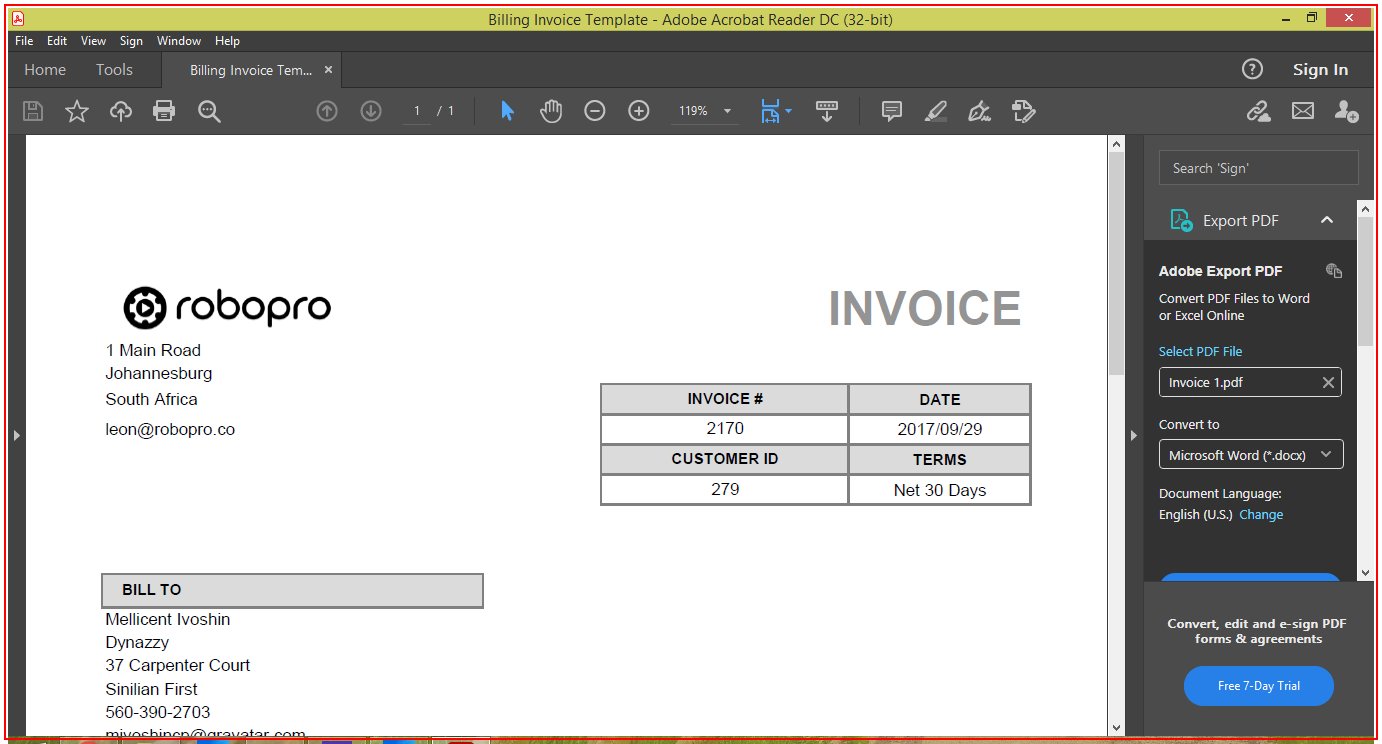 Billing Invoice Template - Adobe Acrobat Reader DC (32-bit)
File Edit View Sign Window Help
Home Tools Billing Invoice Tem... × Sign In
1 / 1 119%
Search 'Sign'
Export PDF
Adobe Export PDF
Convert PDF Files to Word
or Excel Online
Select PDF File
Invoice 1.pdf
Convert to
Microsoft Word (*.docx)
Document Language:
English (U.S.) Change
Convert, edit and e-sign PDF
forms & agreements
Free 7-Day Trial
robopro
INVOICE
1 Main Road
Johannesburg
South Africa
leon@robopro.co
INVOICE # DATE
2170 2017/09/29
CUSTOMER ID TERMS
279 Net 30 Days
BILL TO
Mellicent Ivoshin
Dynazzy
37 Carpenter Court
Sinilian First
560-390-2703
mivoshincp@gravatar.com